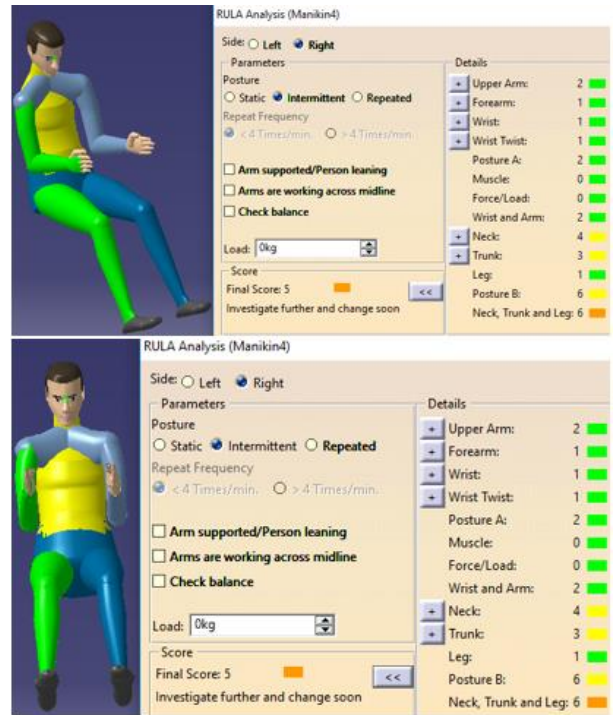 RULA Analysis (Manikin4)
Side: Left Right
Parameters
Posture
Static Intermittent Repeated
Repeat Frequency
< 4 Times/min. > 4 Times/min.
Arm supported/Person leaning
Arms are working across midline
Check balance
Load: 0kg
Score
Final Score: 5 <<
Investigate further and change soon
Details
+ Upper Arm: 2
+ Forearm: 1
+ Wrist: 1
+ Wrist Twist: 1
Posture A: 2
Muscle: 0
Force/Load: 0
Wrist and Arm: 2
+ Neck: 4
+ Trunk: 3
Leg: 1
Posture B: 6
Neck, Trunk and Leg: 6
RULA Analysis (Manikin4)
Side: Left Right
Parameters
Posture
Static Intermittent Repeated
Repeat Frequency
< 4 Times/min. > 4 Times/min.
Arm supported/Person leaning
Arms are working across midline
Check balance
Load: 0kg
Score
Final Score: 5 <<
Investigate further and change soon
Details
+ Upper Arm: 2
+ Forearm: 1
+ Wrist: 1
+ Wrist Twist: 1
Posture A: 2
Muscle: 0
Force/Load: 0
Wrist and Arm: 2
+ Neck: 4
+ Trunk: 3
Leg: 1
Posture B: 6
Neck, Trunk and Leg: 6